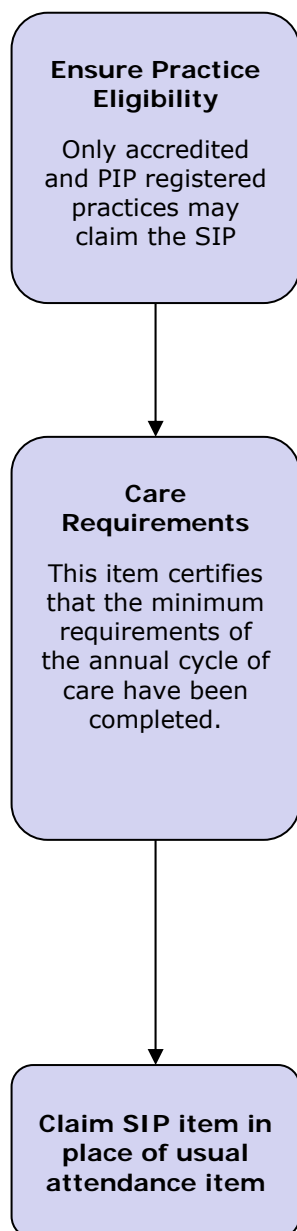 Ensure Practice
Eligibility
Only accredited
and PIP registered
practices may
claim the SIP
Care
Requirements
This item certifies
that the minimum
requirements of
the annual cycle of
care have been
completed.
Claim SIP item in
place of usual
attendance item